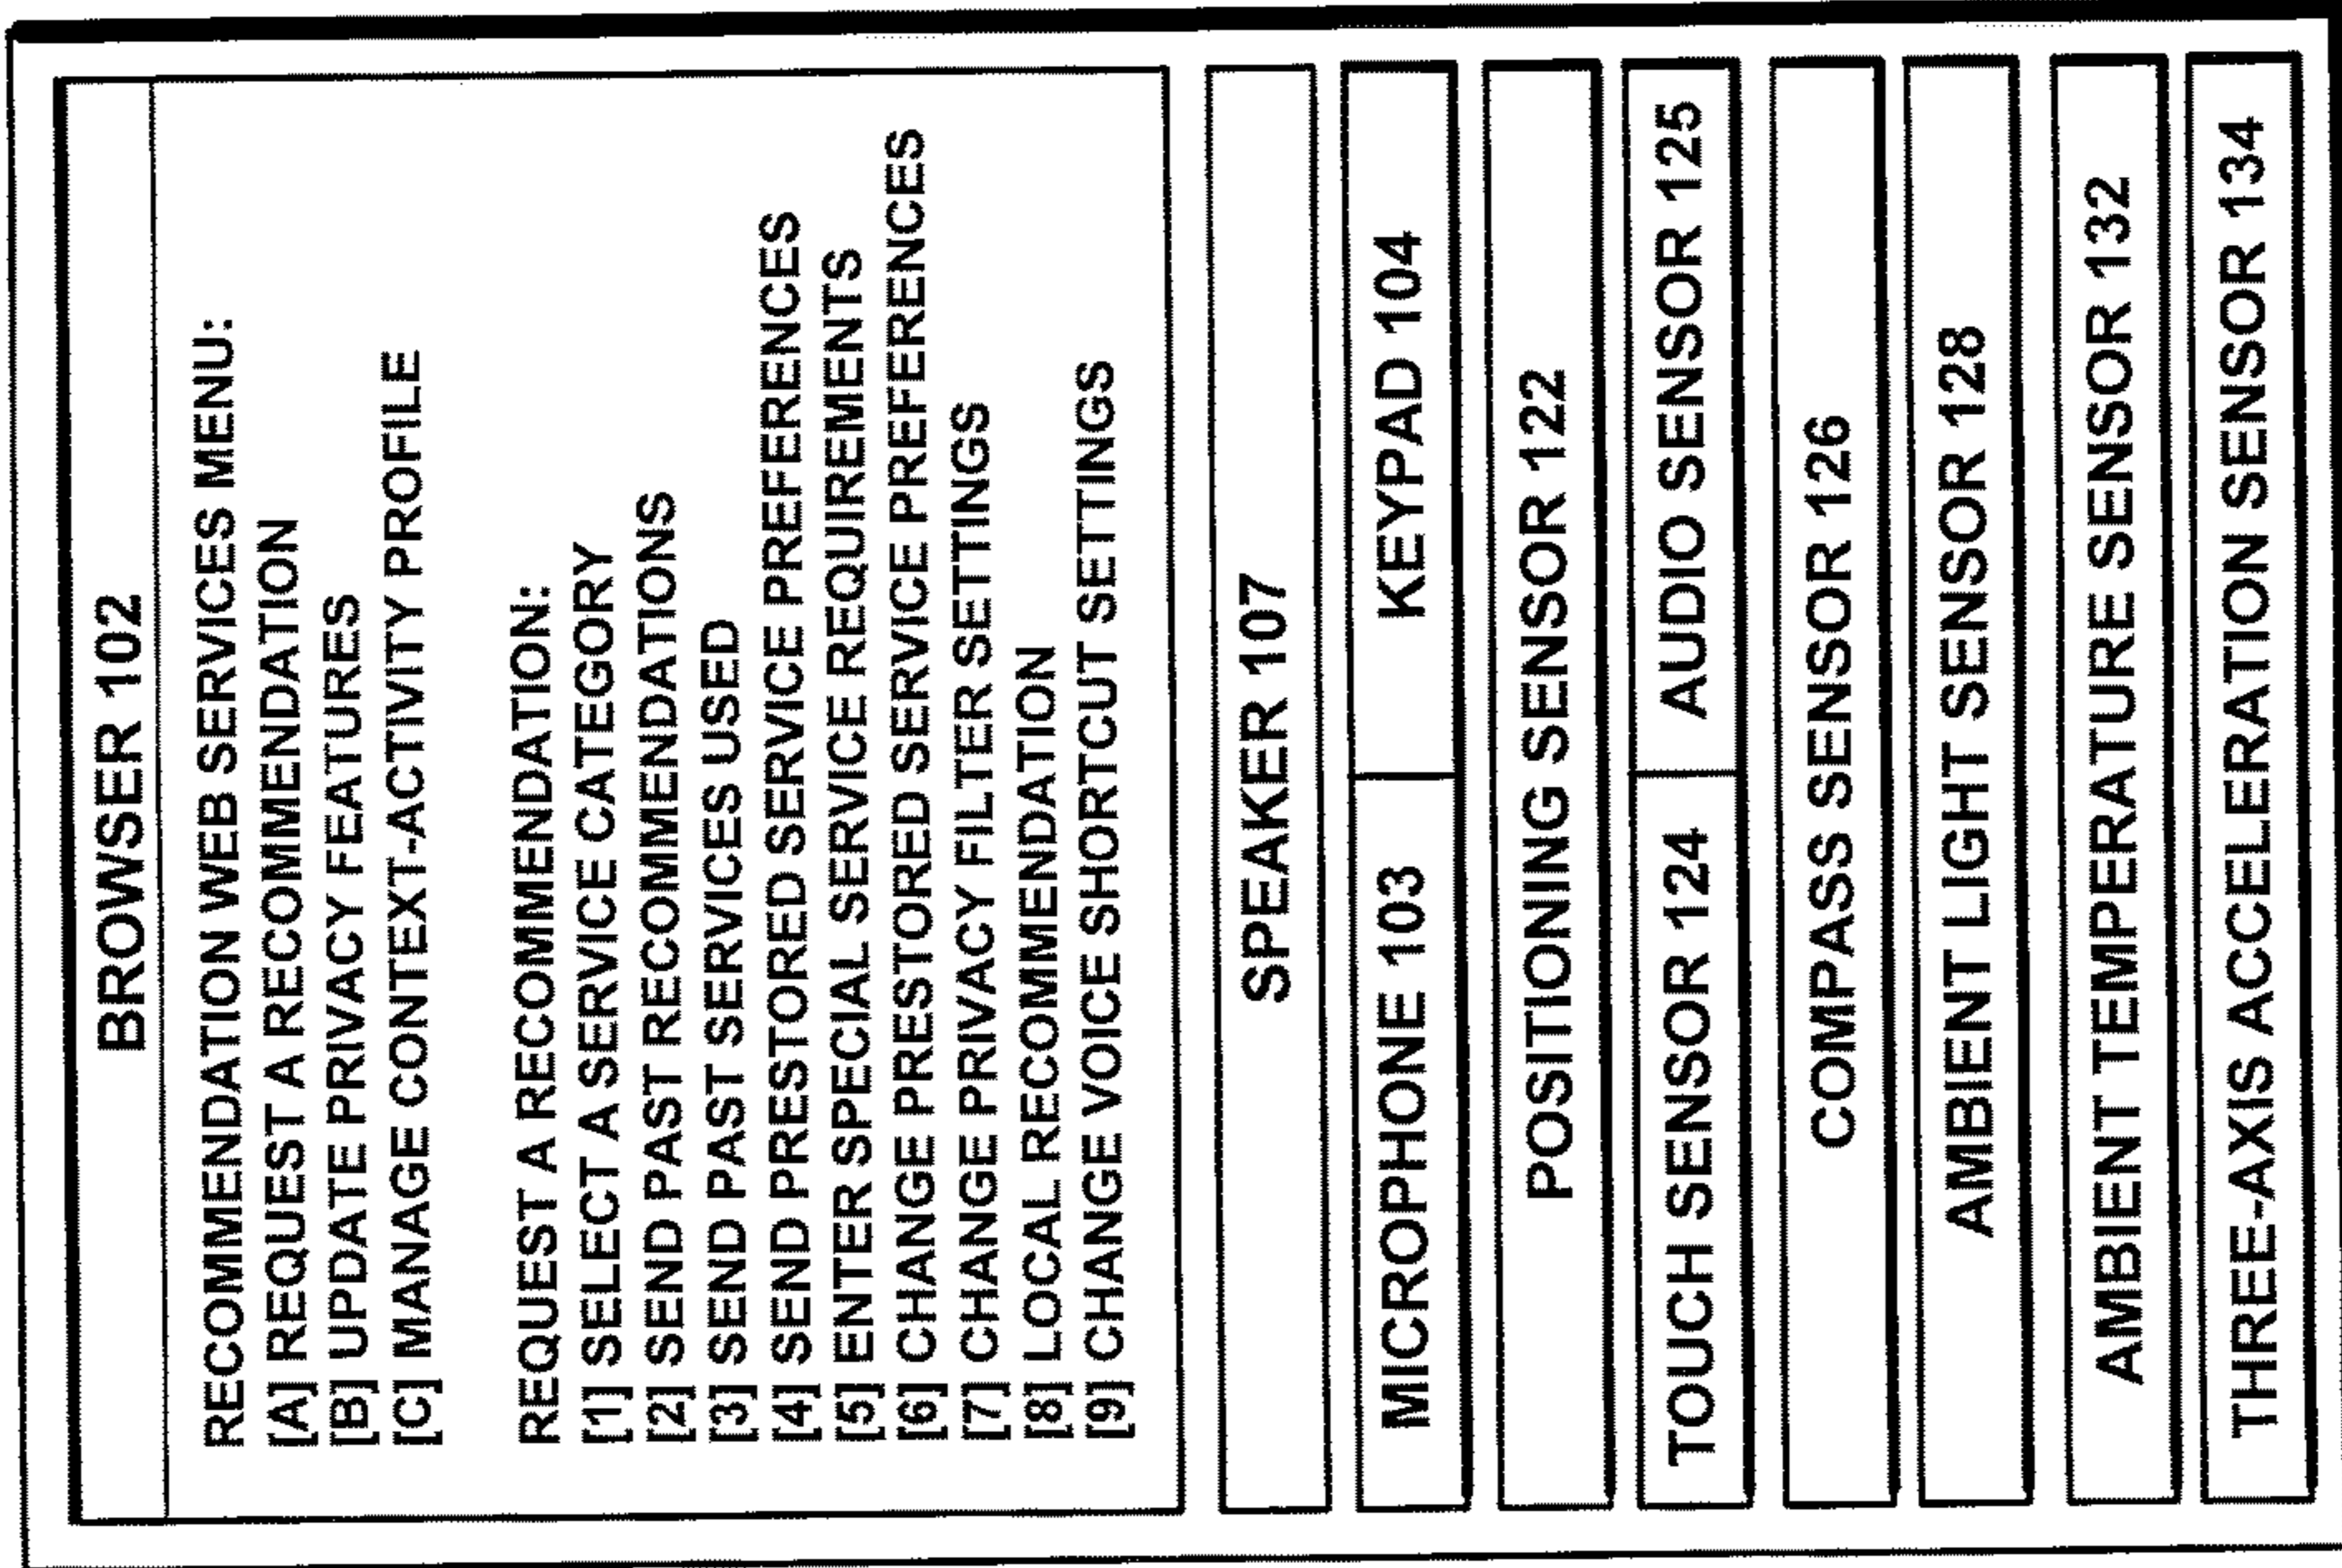 BROWSER 102
RECOMMENDATION WEB SERVICES MENU:
[A] REQUEST A RECOMMENDATION
[B] UPDATE PRIVACY FEATURES
[C] MANAGE CONTEXT-ACTIVITY PROFILE
REQUEST A RECOMMENDATION:
[1] SELECT A SERVICE CATEGORY
[2] SEND PAST RECOMMENDATIONS
[3] SEND PAST SERVICES USED
[4] SEND PRESTORED SERVICE PREFERENCES
[5] ENTER SPECIAL SERVICE REQUIREMENTS
[6] CHANGE PRESTORED SERVICE PREFERENCES
[7] CHANGE PRIVACY FILTER SETTINGS
[8] LOCAL RECOMMENDATION
[9] CHANGE VOICE SHORTCUT SETTINGS
SPEAKER 107
MICROPHONE 103 KEYPAD 104
POSITIONING SENSOR 122
TOUCH SENSOR 124 AUDIO SENSOR 125
COMPASS SENSOR 126
AMBIENT LIGHT SENSOR 128
AMBIENT TEMPERATURE SENSOR 132
THREE-AXIS ACCELERATION SENSOR 134